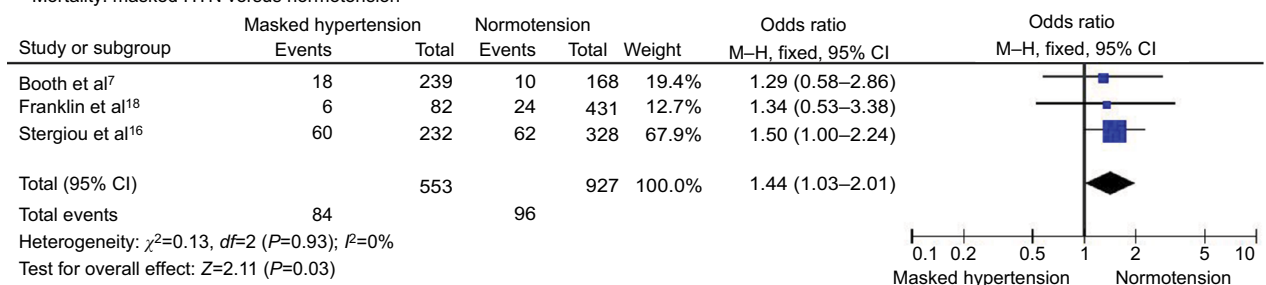 Mortality: masked HTN versus normotension
Masked hypertension Normotension Odds ratio Odds ratio
Study or subgroup Events Total Events Total Weight M–H, fixed, 95% CI M–H, fixed, 95% CI
Booth et al⁷ 18 239 10 168 19.4% 1.29 (0.58–2.86)
Franklin et al¹⁸ 6 82 24 431 12.7% 1.34 (0.53–3.38)
Stergiou et al¹⁶ 60 232 62 328 67.9% 1.50 (1.00–2.24)
Total (95% CI) 553 927 100.0% 1.44 (1.03–2.01)
Total events 84 96
Heterogeneity: χ²=0.13, df=2 (P=0.93); I²=0%
Test for overall effect: Z=2.11 (P=0.03)
0.1 0.2 0.5 1 2 5 10
Masked hypertension Normotension